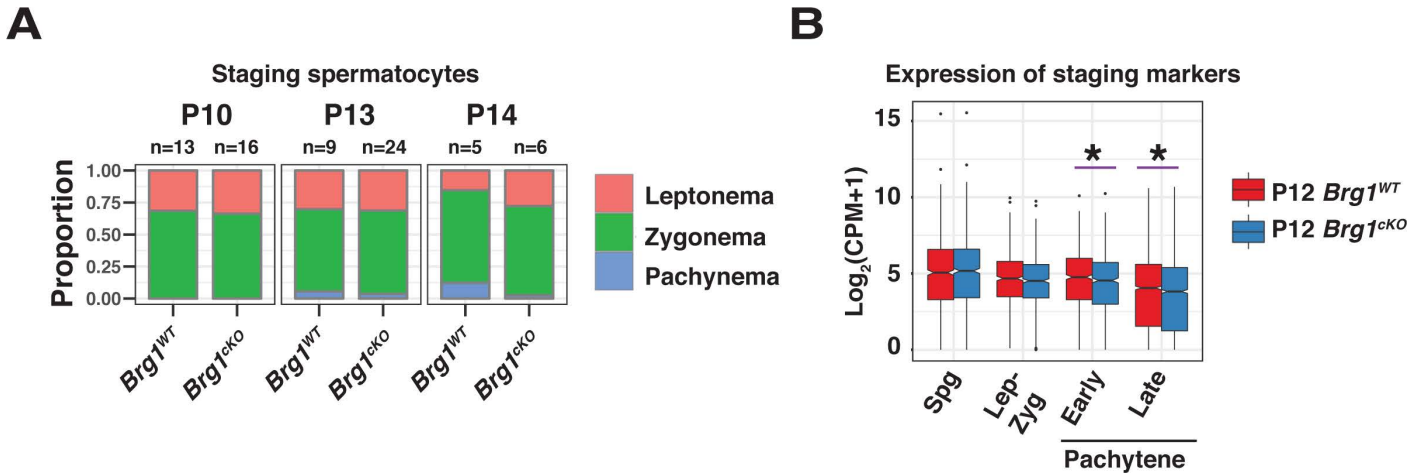 A
Staging spermatocytes
P10 P13 P14
n=13 n=16 n=9 n=24 n=5 n=6
Proportion
1.00
0.75
0.50
0.25
0.00
Brg1WT Brg1cKO Brg1WT Brg1cKO Brg1WT Brg1cKO
Leptonema
Zygonema
Pachynema
B
Expression of staging markers
Log2(CPM+1)
15
10
5
0
* *
Spg Lep- Early Late
Zyg
Pachytene
P12 Brg1WT
P12 Brg1cKO